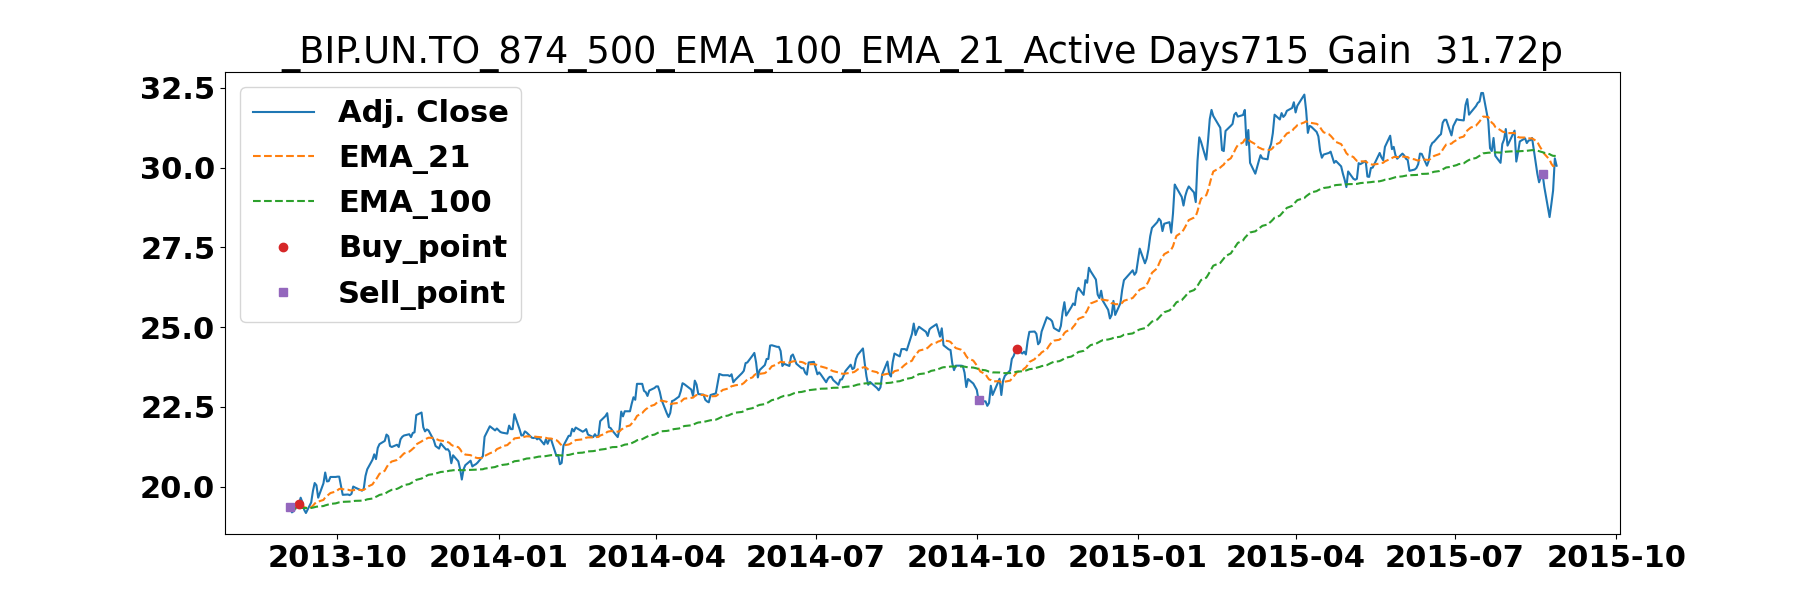 _BIP.UN.TO_874_500_EMA_100_EMA_21_Active Days715_Gain  31.72p
32.5
30.0
27.5
25.0
22.5
20.0
Adj. Close
EMA_21
EMA_100
Buy_point
Sell_point
2013-10 2014-01 2014-04 2014-07 2014-10 2015-01 2015-04 2015-07 2015-10